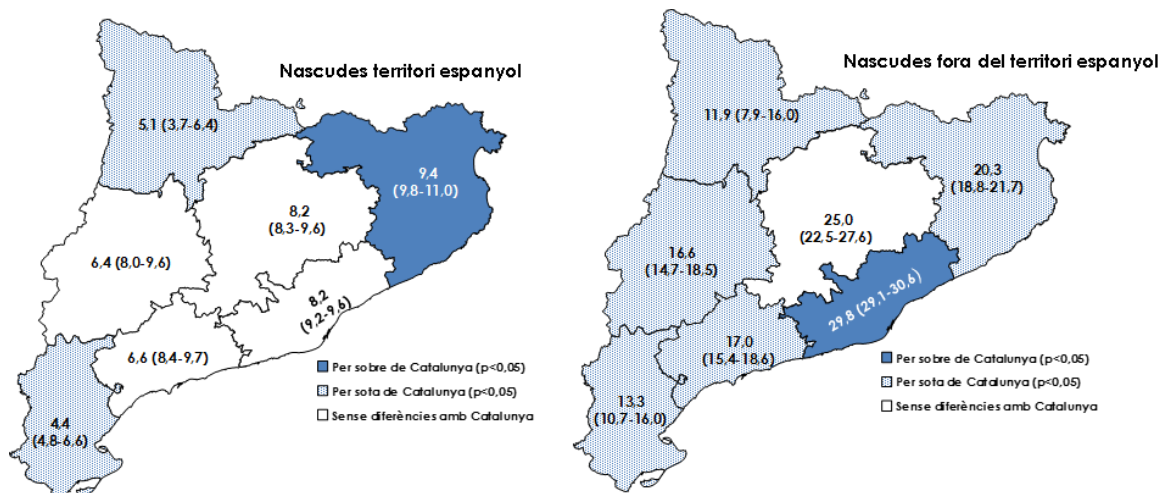 Nascudes territori espanyol
5,1 (3,7-6,4)
9,4
(9,8-11,0)
8,2
(8,3-9,6)
6,4 (8,0-9,6)
8,2
(9,2-9,6)
6,6 (8,4-9,7)
4,4
(4,8-6,6)
Per sobre de Catalunya (p<0,05)
Per sota de Catalunya (p<0,05)
Sense diferències amb Catalunya
Nascudes fora del territori espanyol
11,9 (7,9-16,0)
20,3
(18,8-21,7)
25,0
(22,5-27,6)
16,6
(14,7-18,5)
29,8 (29,1-30,6)
17,0
(15,4-18,6)
13,3
(10,7-16,0)
Per sobre de Catalunya (p<0,05)
Per sota de Catalunya (p<0,05)
Sense diferències amb Catalunya